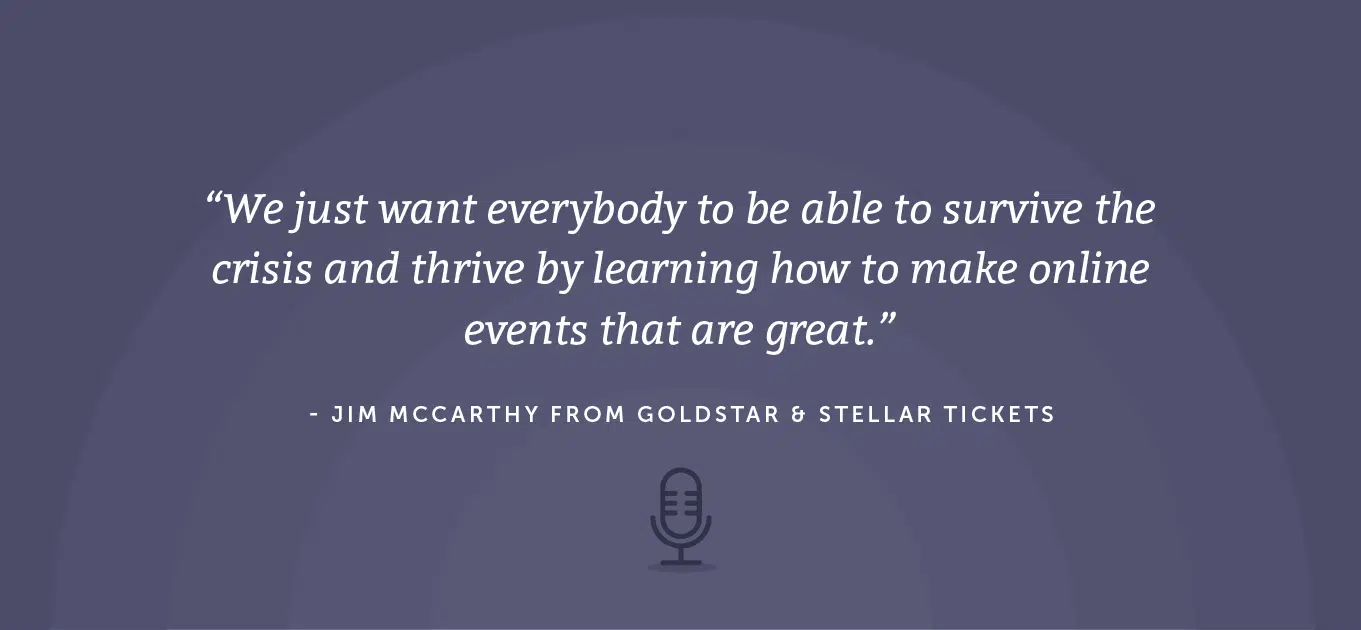 “We just want everybody to be able to survive the
crisis and thrive by learning how to make online
events that are great.”
- JIM MCCARTHY FROM GOLDSTAR & STELLAR TICKETS